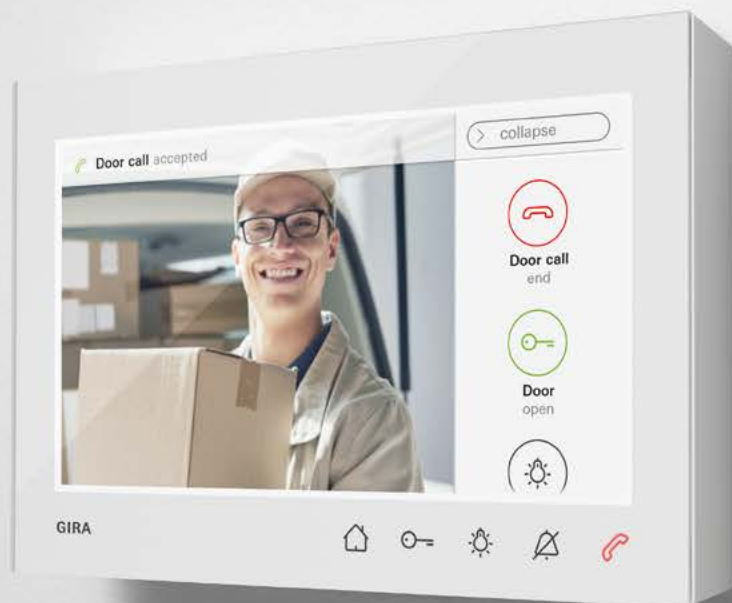 Door call accepted
collapse
Door call
end
Door
open
GIRA